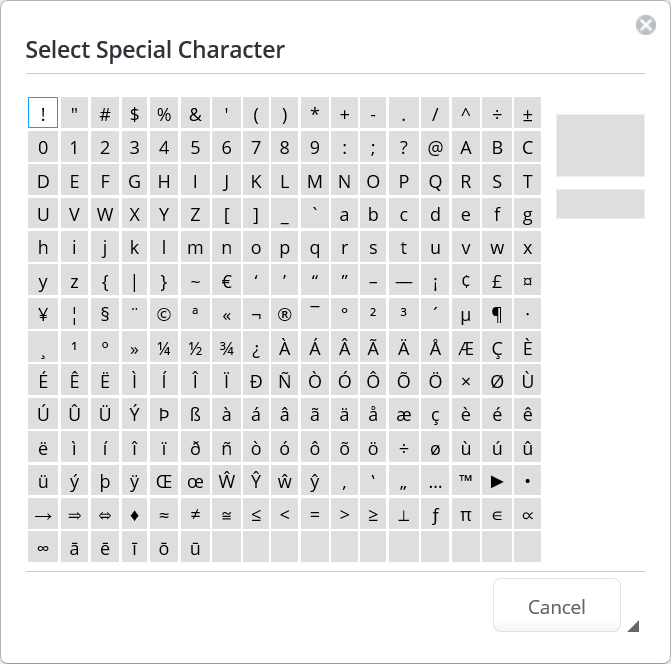 Select Special Character
! " # $ % & ' ( ) * + - . / ^ ÷ ±
0 1 2 3 4 5 6 7 8 9 : ; ? @ A B C
D E F G H I J K L M N O P Q R S T
U V W X Y Z [ ] _ ` a b c d e f g
h i j k l m n o p q r s t u v w x
y z { | } ~ € ‘ ’ “ ” – — ¡ ¢ £ ¤
¥ ¦ § ¨ © ª « ¬ ® ¯ ° ² ³ ´ µ ¶ ·
¸ ¹ º » ¼ ½ ¾ ¿ À Á Â Ã Ä Å Æ Ç È
É Ê Ë Ì Í Î Ï Ð Ñ Ò Ó Ô Õ Ö × Ø Ù
Ú Û Ü Ý Þ ß à á â ã ä å æ ç è é ê
ë ì í î ï ð ñ ò ó ô õ ö ÷ ø ù ú û
ü ý þ ÿ Œ œ Ŵ Ŷ ŵ ŷ ‚ ‛ „ … ™ ► •
→ ⇒ ⇔ ♦ ≈ ≠ ≅ ≤ < = > ≥ ⊥ ƒ π ∈ ∝
∞ ā ē ī ō ū
Cancel